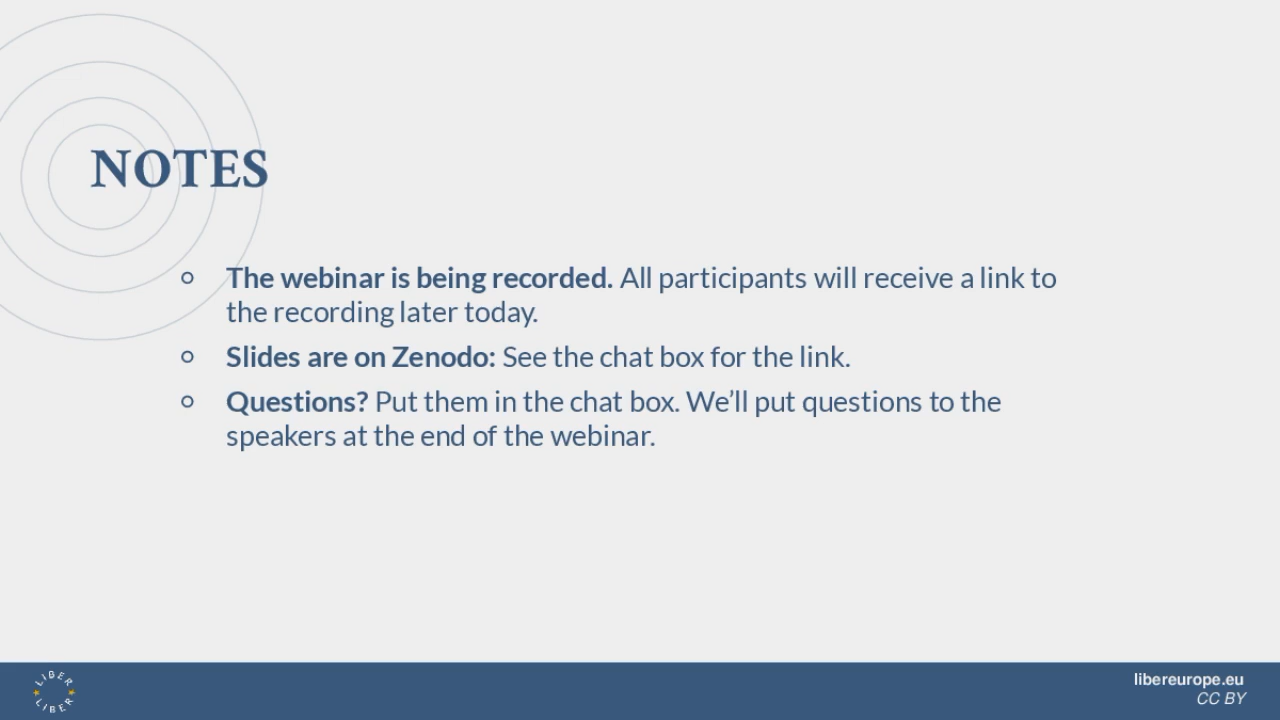 NOTES
The webinar is being recorded. All participants will receive a link to
the recording later today.
Slides are on Zenodo: See the chat box for the link.
Questions? Put them in the chat box. We’ll put questions to the
speakers at the end of the webinar.
LIBER
LIBER
libereurope.eu
CC BY